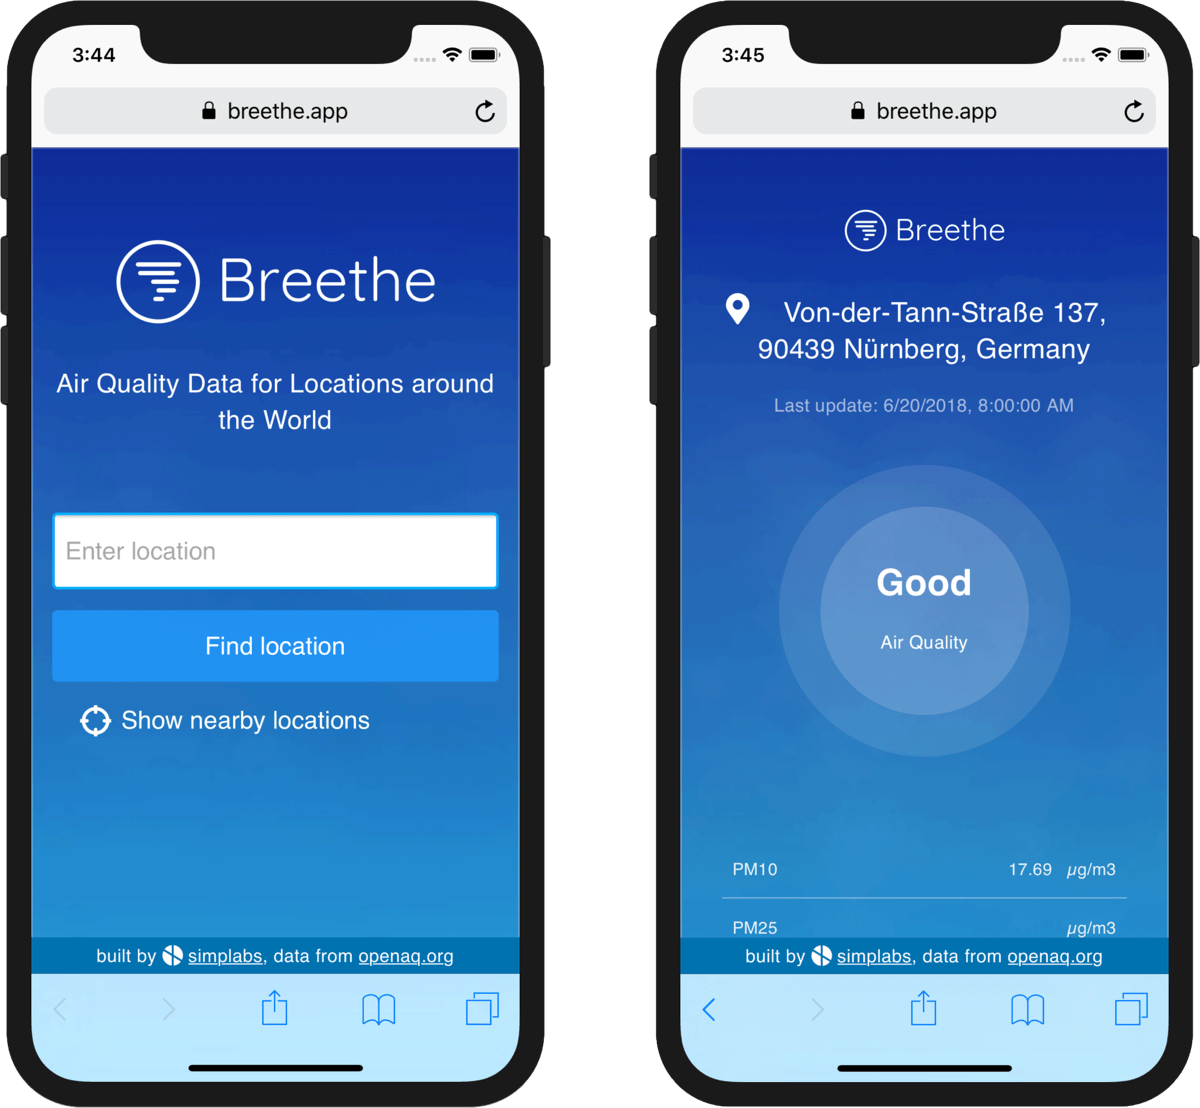 3:44
breethe.app
Breethe
Air Quality Data for Locations around
the World
Enter location
Find location
Show nearby locations
built by simplabs, data from openaq.org
3:45
breethe.app
Breethe
Von-der-Tann-Straße 137,
90439 Nürnberg, Germany
Last update: 6/20/2018, 8:00:00 AM
Good
Air Quality
PM10 17.69 µg/m3
PM25 µg/m3
built by simplabs, data from openaq.org